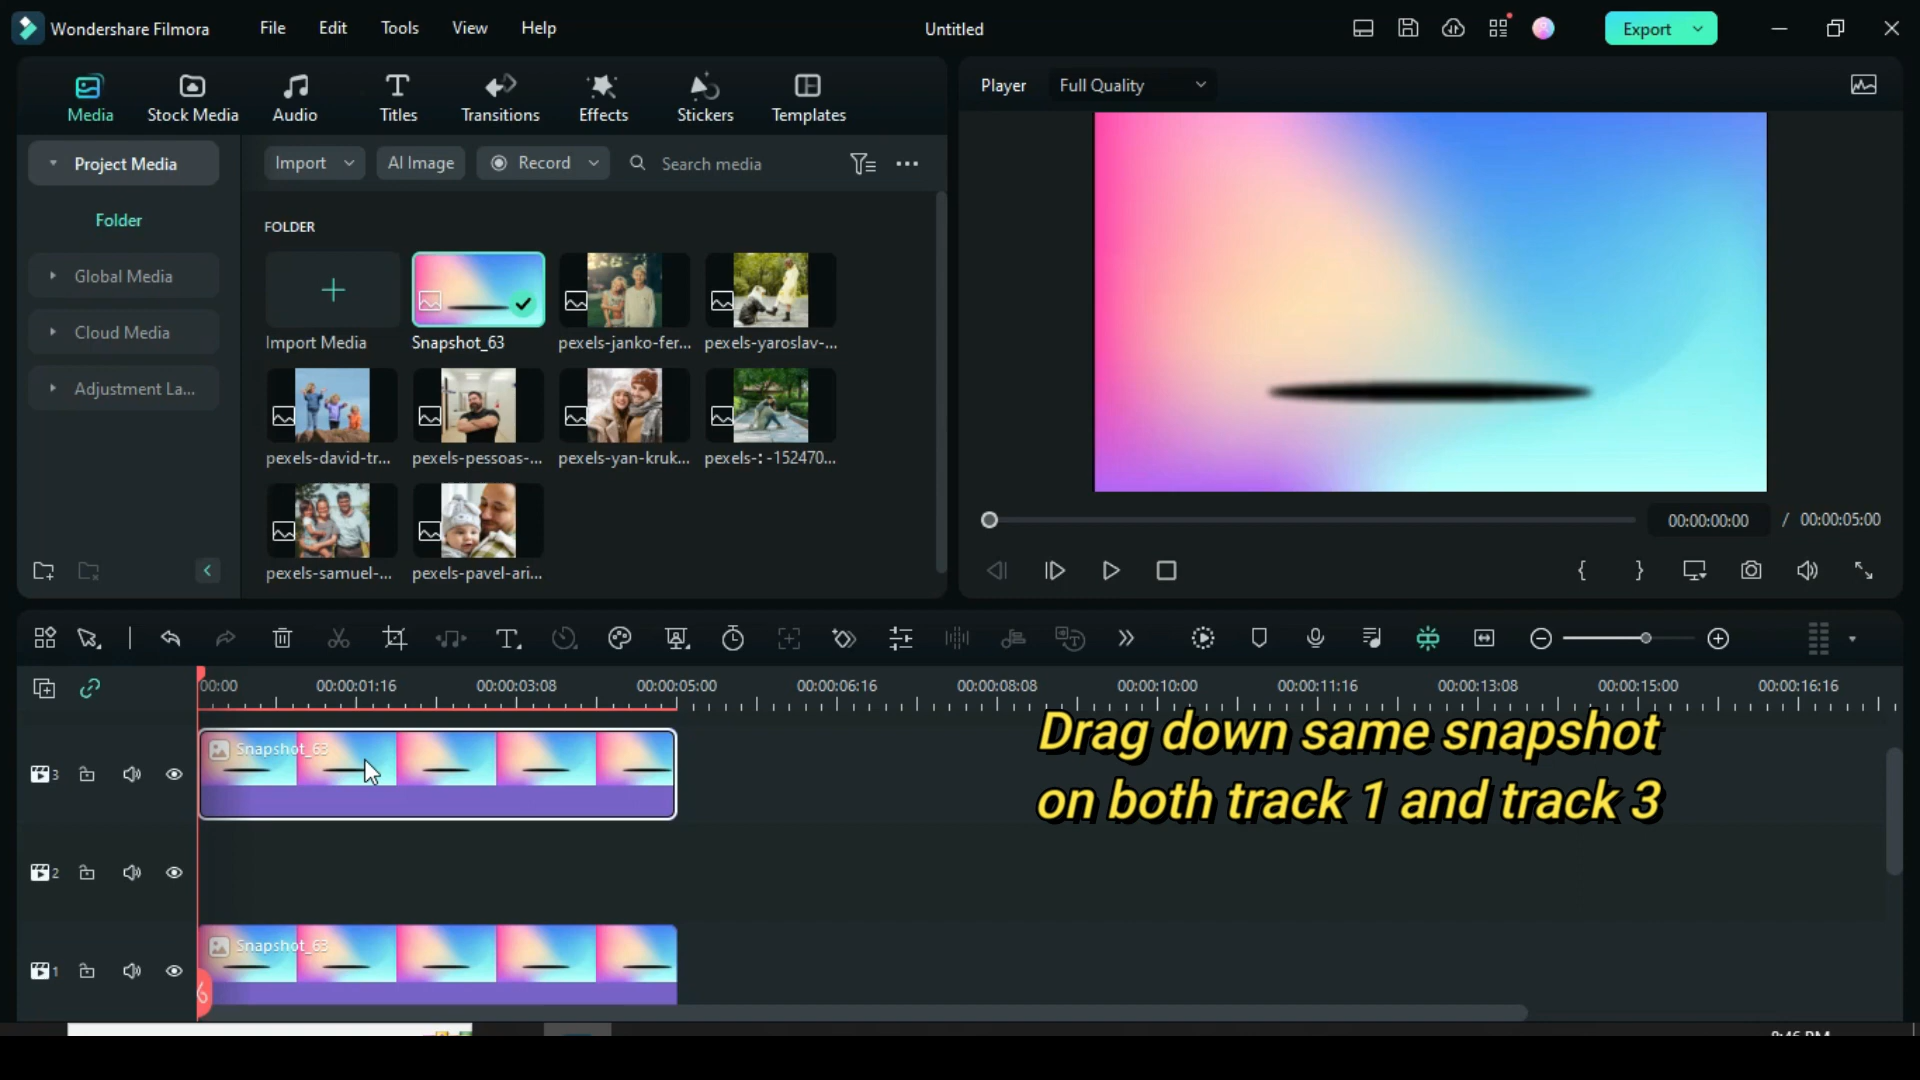 Wondershare Filmora File Edit Tools View Help Untitled Export
Media Stock Media Audio Titles Transitions Effects Stickers Templates
Player Full Quality
Project Media
Folder
Global Media
Cloud Media
Adjustment La...
Import AI Image Record Search media
FOLDER
Import Media Snapshot_63 pexels-janko-fer... pexels-yaroslav-...
pexels-david-tr... pexels-pessoas-... pexels-yan-kruk... pexels-:-152470...
pexels-samuel-... pexels-pavel-ari...
00:00:00:00 / 00:00:05:00
00:00 00:00:01:16 00:00:03:08 00:00:05:00 00:00:06:16 00:00:08:08 00:00:10:00 00:00:11:16 00:00:13:08 00:00:15:00 00:00:16:16
Drag down same snapshot
on both track 1 and track 3
Snapshot_63
3
2
Snapshot_63
1